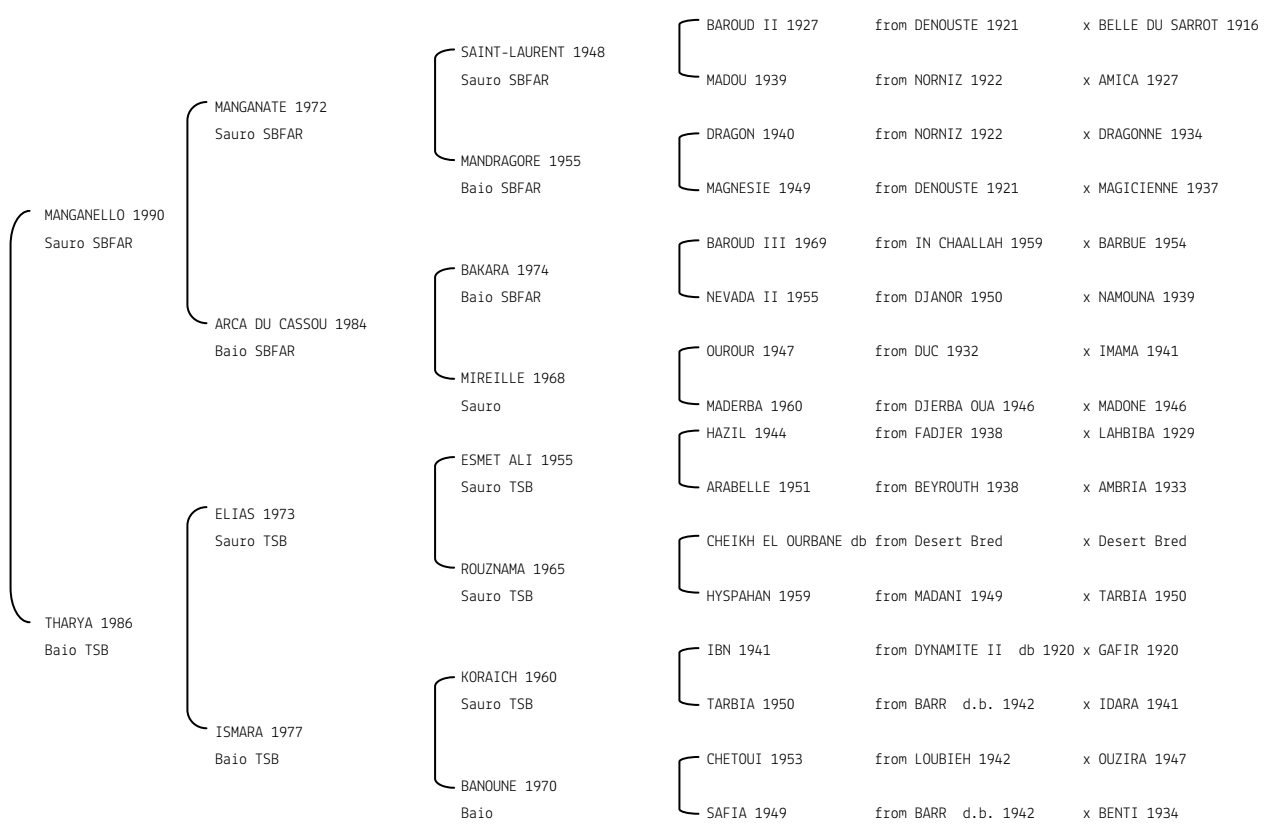 BAROUD II 1927 from DENOUSTE 1921 x BELLE DU SARROT 1916
SAINT-LAURENT 1948
Sauro SBFAR MADOU 1939 from NORNIZ 1922 x AMICA 1927
MANGANATE 1972
Sauro SBFAR DRAGON 1940 from NORNIZ 1922 x DRAGONNE 1934
MANDRAGORE 1955
Baio SBFAR MAGNESIE 1949 from DENOUSTE 1921 x MAGICIENNE 1937
MANGANELLO 1990
Sauro SBFAR BAROUD III 1969 from IN CHAALLAH 1959 x BARBUE 1954
BAKARA 1974
Baio SBFAR NEVADA II 1955 from DJANOR 1950 x NAMOUNA 1939
ARCA DU CASSOU 1984
Baio SBFAR OUROUR 1947 from DUC 1932 x IMAMA 1941
MIREILLE 1968
Sauro MADERBA 1960 from DJERBA OUA 1946 x MADONE 1946
HAZIL 1944 from FADJER 1938 x LAHBIBA 1929
ESMET ALI 1955
Sauro TSB ARABELLE 1951 from BEYROUTH 1938 x AMBRIA 1933
ELIAS 1973
Sauro TSB CHEIKH EL OURBANE db from Desert Bred x Desert Bred
ROUZNAMA 1965
Sauro TSB HYSPAHAN 1959 from MADANI 1949 x TARBIA 1950
THARYA 1986
Baio TSB IBN 1941 from DYNAMITE II db 1920 x GAFIR 1920
KORAICH 1960
Sauro TSB TARBIA 1950 from BARR d.b. 1942 x IDARA 1941
ISMARA 1977
Baio TSB CHETOUI 1953 from LOUBIEH 1942 x OUZIRA 1947
BANOUNE 1970
Baio SAFIA 1949 from BARR d.b. 1942 x BENTI 1934